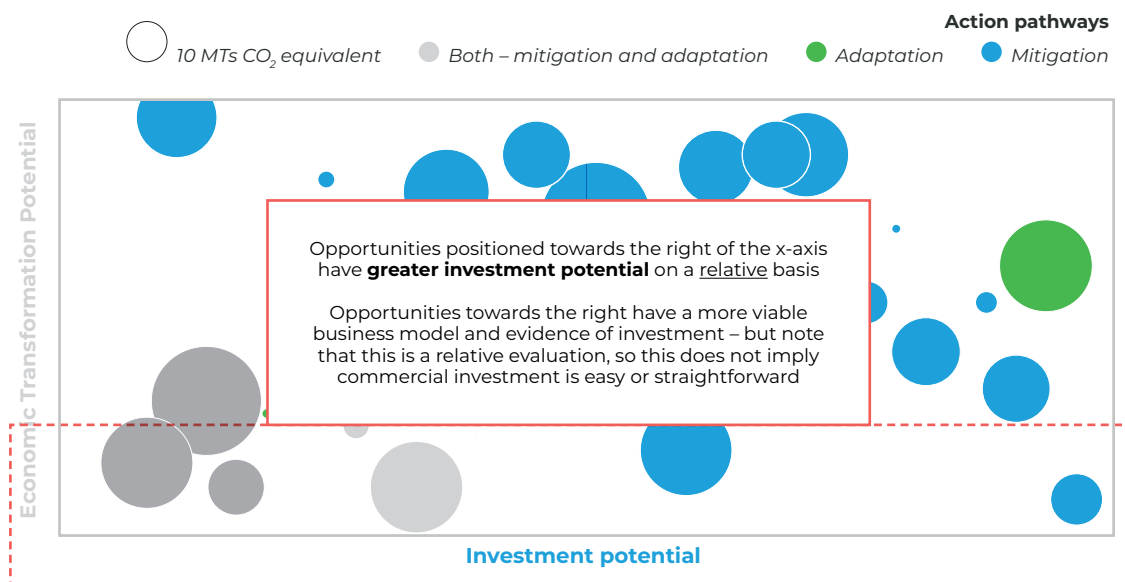 Action pathways
10 MTs CO2 equivalent
Both – mitigation and adaptation
Adaptation
Mitigation
Economic Transformation Potential
Opportunities positioned towards the right of the x-axis
have greater investment potential on a relative basis
Opportunities towards the right have a more viable
business model and evidence of investment – but note
that this is a relative evaluation, so this does not imply
commercial investment is easy or straightforward
Investment potential